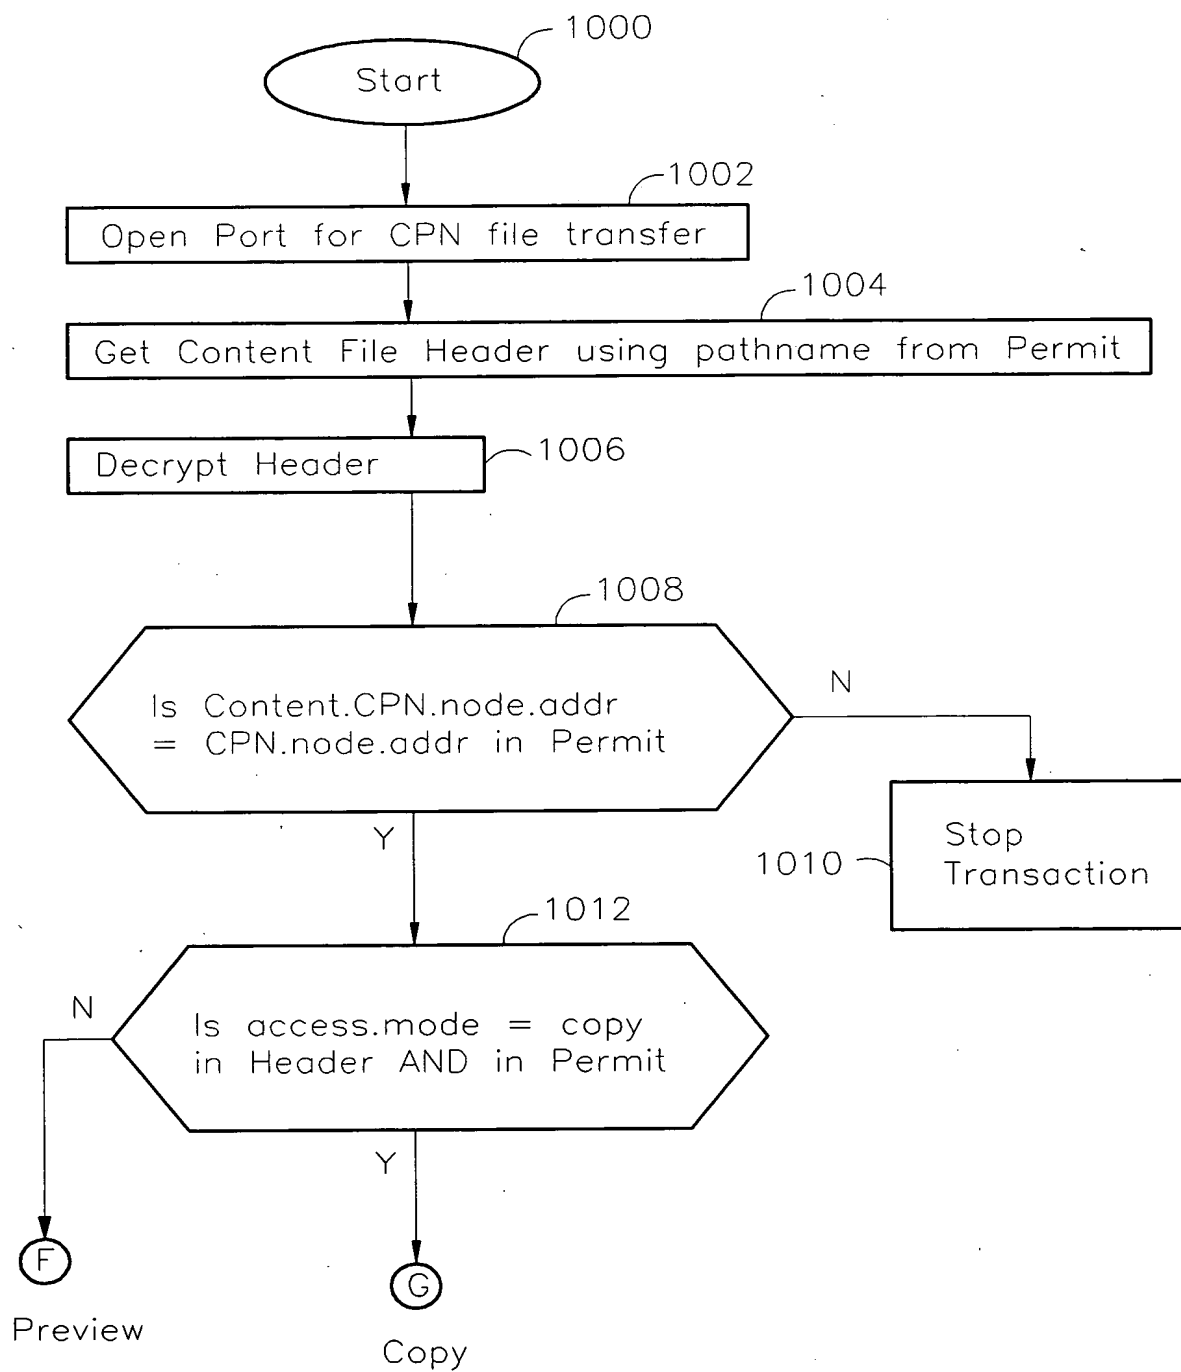 1000
Start
1002
Open Port for CPN file transfer
1004
Get Content File Header using pathname from Permit
Decrypt Header
1006
1008
Is Content.CPN.node.addr
= CPN.node.addr in Permit
N
Y
Stop
Transaction
1010
1012
N
Is access.mode = copy
in Header AND in Permit
Y
F
Preview
G
Copy